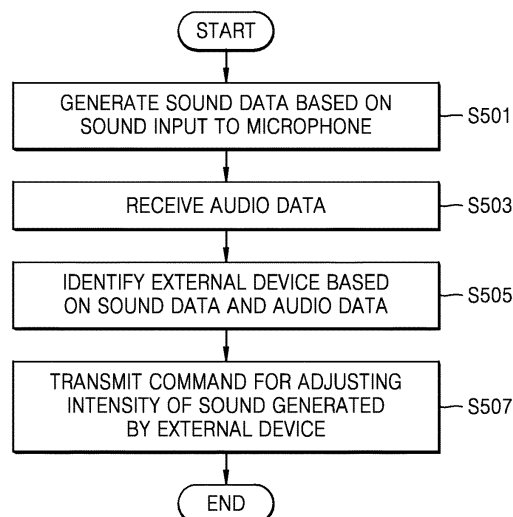 START
GENERATE SOUND DATA BASED ON
SOUND INPUT TO MICROPHONE
S501
RECEIVE AUDIO DATA
S503
IDENTIFY EXTERNAL DEVICE BASED
ON SOUND DATA AND AUDIO DATA
S505
TRANSMIT COMMAND FOR ADJUSTING
INTENSITY OF SOUND GENERATED
BY EXTERNAL DEVICE
S507
END